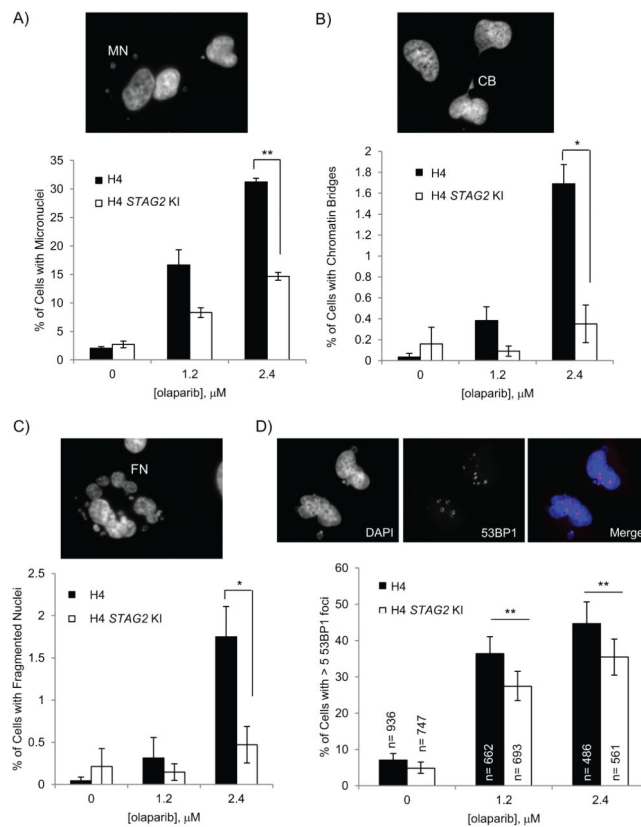 A)
MN
% of Cells with Micronuclei
35
30
25
20
15
10
5
0
H4
H4 STAG2 KI
**
0
1.2
2.4
[olaparib], μM
B)
CB
% of Cells with Chromatin Bridges
2
1.8
1.6
1.4
1.2
1
0.8
0.6
0.4
0.2
0
H4
H4 STAG2 KI
*
0
1.2
2.4
[olaparib], μM
C)
FN
% of Cells with Fragmented Nuclei
2.5
2
1.5
1
0.5
0
H4
H4 STAG2 KI
*
0
1.2
2.4
[olaparib], μM
D)
DAPI
53BP1
Merge
% of Cells with > 5 53BP1 foci
60
50
40
30
20
10
0
H4
H4 STAG2 KI
**
**
n= 936
n= 747
n= 662
n= 693
n= 486
n= 561
0
1.2
2.4
[olaparib], μM